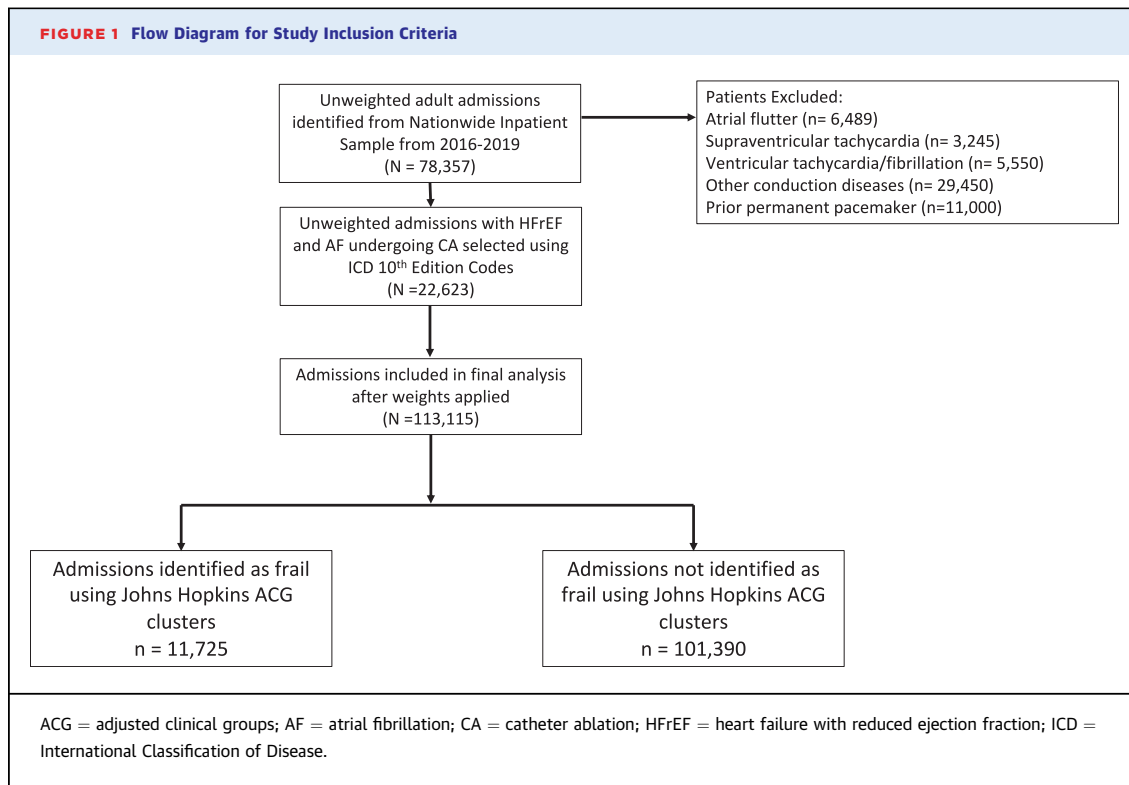 FIGURE 1 Flow Diagram for Study Inclusion Criteria
Unweighted adult admissions
identified from Nationwide Inpatient
Sample from 2016-2019
(N = 78,357)
Patients Excluded:
Atrial flutter (n= 6,489)
Supraventricular tachycardia (n= 3,245)
Ventricular tachycardia/fibrillation (n= 5,550)
Other conduction diseases (n= 29,450)
Prior permanent pacemaker (n=11,000)
Unweighted admissions with HFrEF
and AF undergoing CA selected using
ICD 10th Edition Codes
(N =22,623)
Admissions included in final analysis
after weights applied
(N =113,115)
Admissions identified as frail
using Johns Hopkins ACG
clusters
n = 11,725
Admissions not identified as
frail using Johns Hopkins ACG
clusters
n = 101,390
ACG = adjusted clinical groups; AF = atrial fibrillation; CA = catheter ablation; HFrEF = heart failure with reduced ejection fraction; ICD =
International Classification of Disease.